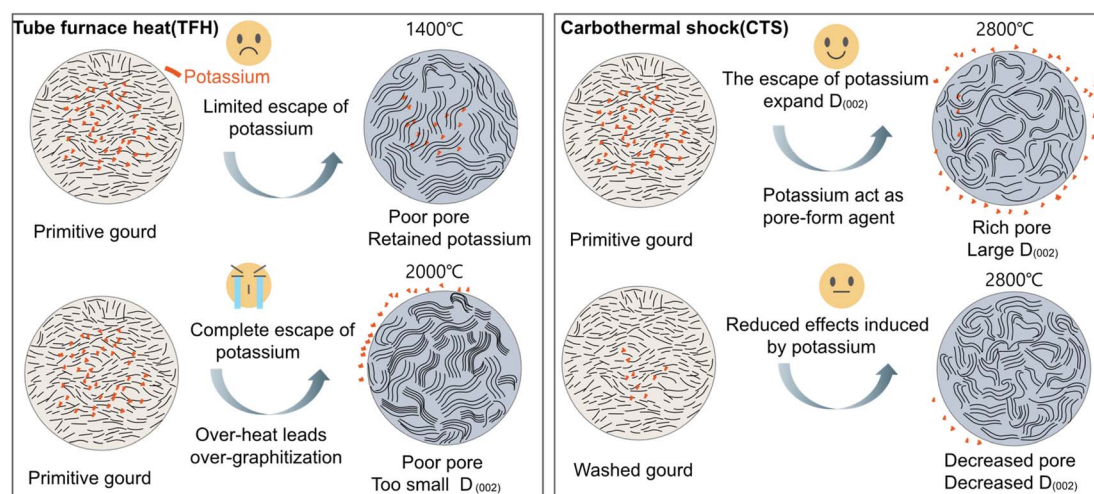 Tube furnace heat(TFH)
1400℃
Potassium
Limited escape of
potassium
Primitive gourd
Poor pore
Retained potassium
2000℃
Complete escape of
potassium
Over-heat leads
over-graphitization
Primitive gourd
Poor pore
Too small D(002)
Carbothermal shock(CTS)
2800℃
The escape of potassium
expand D(002)
Potassium act as
pore-form agent
Primitive gourd
Rich pore
Large D(002)
2800℃
Reduced effects induced
by potassium
Washed gourd
Decreased pore
Decreased D(002)